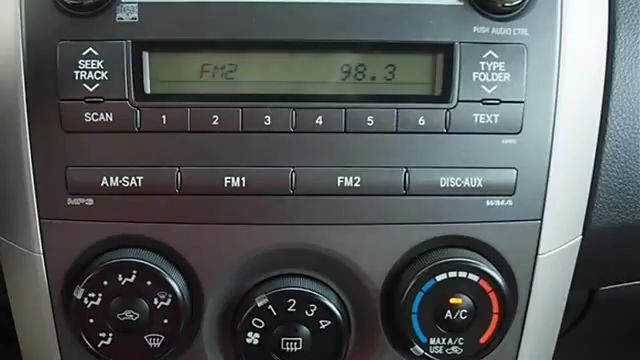 PUSH AUDIO CTRL
SEEK TRACK
FM2 98.3
TYPE FOLDER
SCAN
1 2 3 4 5 6
TEXT
AM·SAT FM1 FM2 DISC·AUX
MP3 WMA
0 1 2 3 4
A/C
MAX A/C
USE